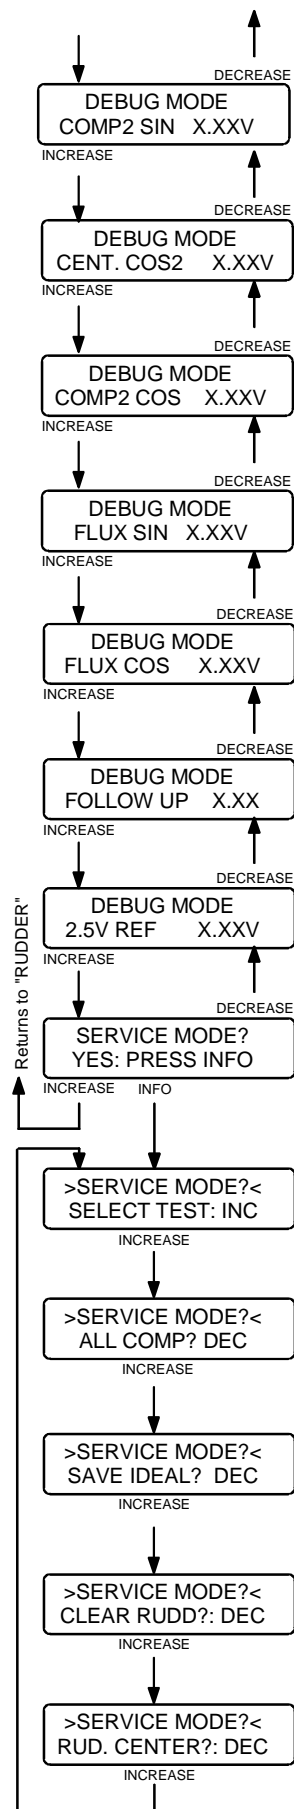 DECREASE
DEBUG MODE
COMP2 SIN X.XXV
INCREASE
DECREASE
DEBUG MODE
CENT. COS2 X.XXV
INCREASE
DECREASE
DEBUG MODE
COMP2 COS X.XXV
INCREASE
DECREASE
DEBUG MODE
FLUX SIN X.XXV
INCREASE
DECREASE
DEBUG MODE
FLUX COS X.XXV
INCREASE
DECREASE
DEBUG MODE
FOLLOW UP X.XX
INCREASE
DECREASE
DEBUG MODE
2.5V REF X.XXV
INCREASE
DECREASE
Returns to "RUDDER"
SERVICE MODE?
YES: PRESS INFO
INCREASE INFO
>SERVICE MODE?<
SELECT TEST: INC
INCREASE
>SERVICE MODE?<
ALL COMP? DEC
INCREASE
>SERVICE MODE?<
SAVE IDEAL? DEC
INCREASE
>SERVICE MODE?<
CLEAR RUDD?: DEC
INCREASE
>SERVICE MODE?<
RUD. CENTER?: DEC
INCREASE